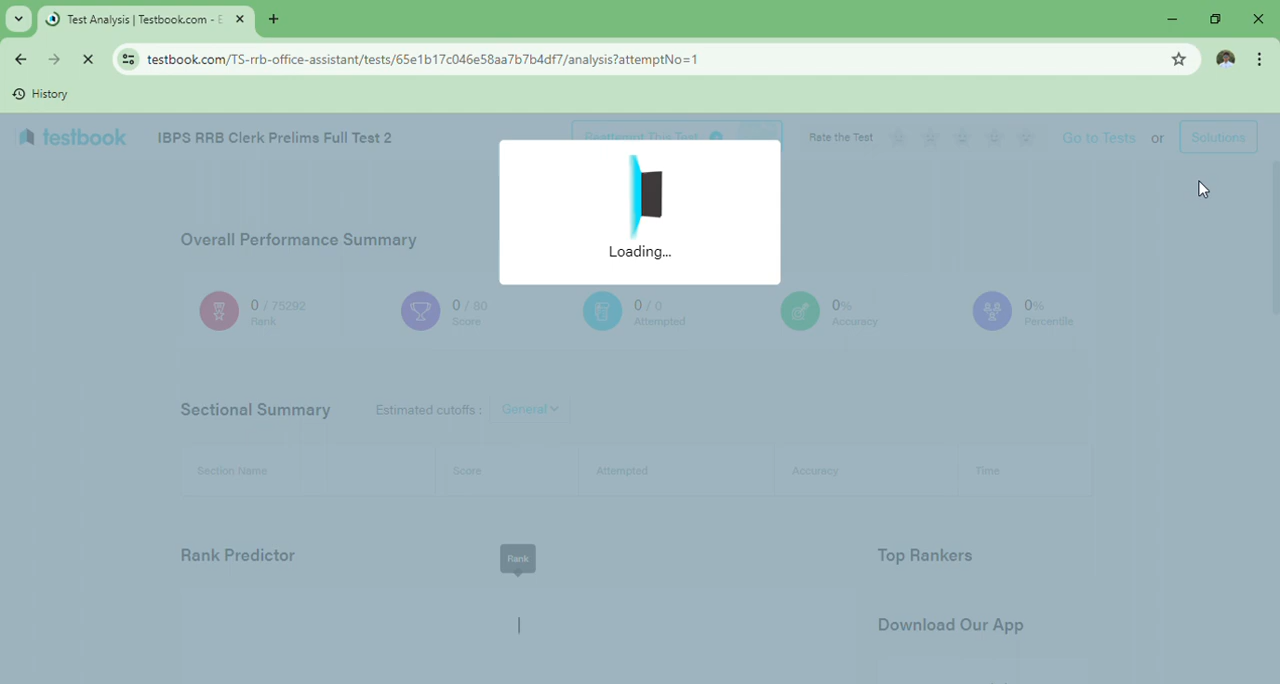 Test Analysis | Testbook.com - E
testbook.com/TS-rrb-office-assistant/tests/65e1b17c046e58aa7b7b4df7/analysis?attemptNo=1
History
testbook
IBPS RRB Clerk Prelims Full Test 2
Reattempt This Test
Rate the Test
Go to Tests or Solutions
Loading...
Overall Performance Summary
0 / 75292
Rank
0 / 80
Score
0 / 0
Attempted
0%
Accuracy
0%
Percentile
Sectional Summary
Estimated cutoffs :
General
Section Name
Score
Attempted
Accuracy
Time
Rank Predictor
Rank
Top Rankers
Download Our App